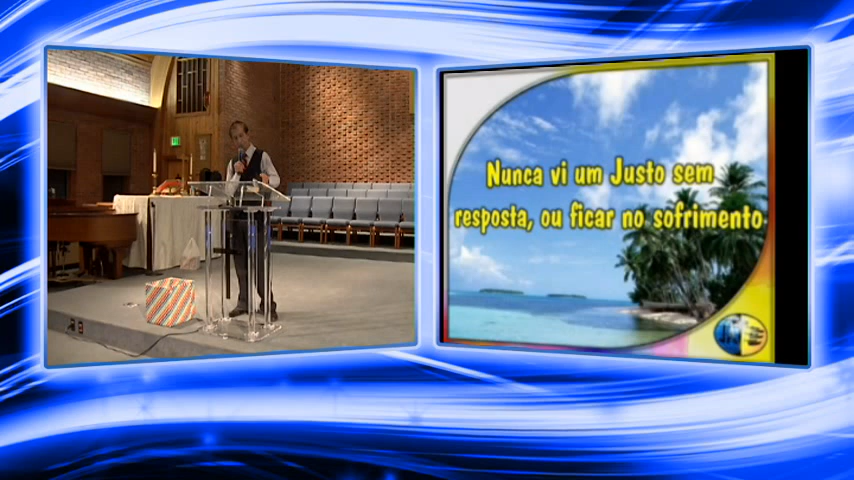 Nunca vi um Justo sem
resposta, ou ficar no sofrimento